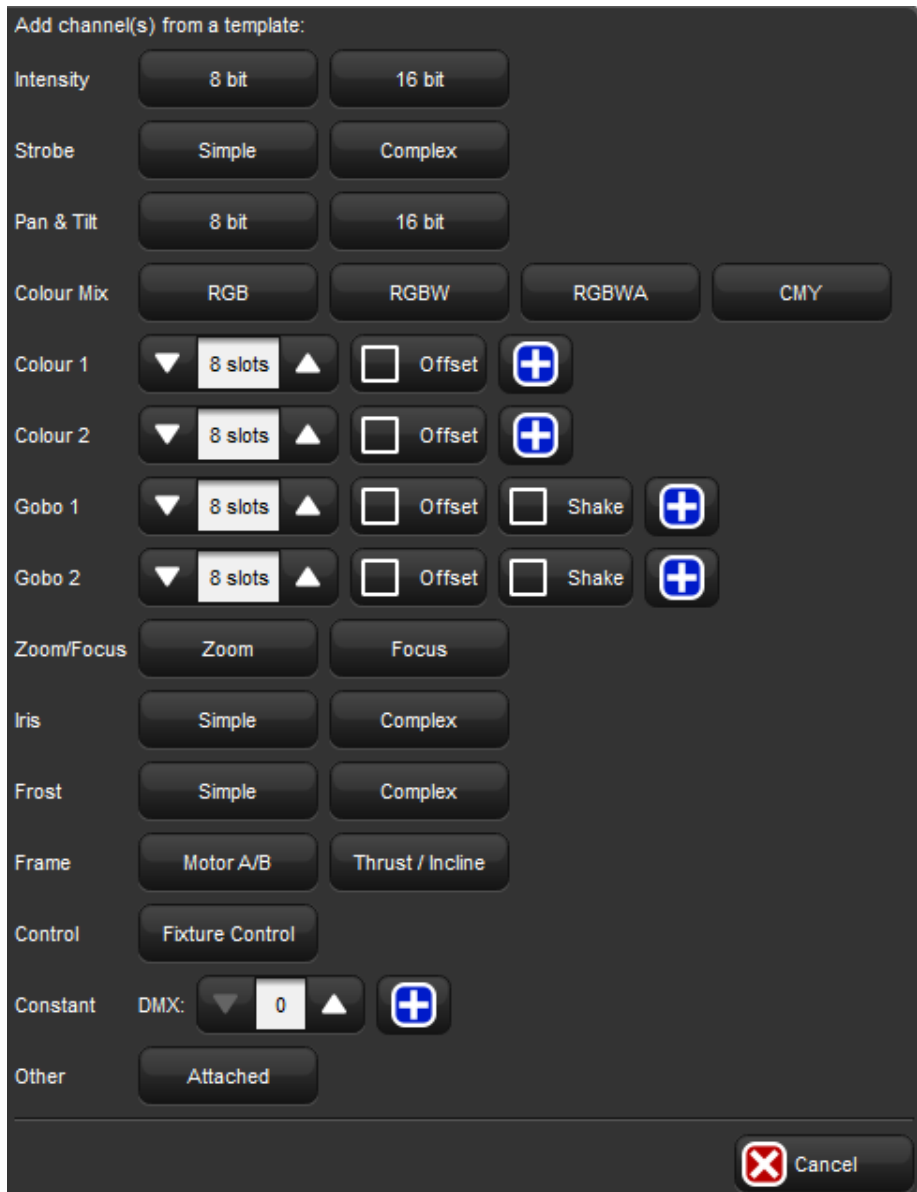 Add channel(s) from a template:
Intensity 8 bit 16 bit
Strobe Simple Complex
Pan & Tilt 8 bit 16 bit
Colour Mix RGB RGBW RGBWA CMY
Colour 1 8 slots Offset
Colour 2 8 slots Offset
Gobo 1 8 slots Offset Shake
Gobo 2 8 slots Offset Shake
Zoom/Focus Zoom Focus
Iris Simple Complex
Frost Simple Complex
Frame Motor A/B Thrust / Incline
Control Fixture Control
Constant DMX: 0
Other Attached
Cancel